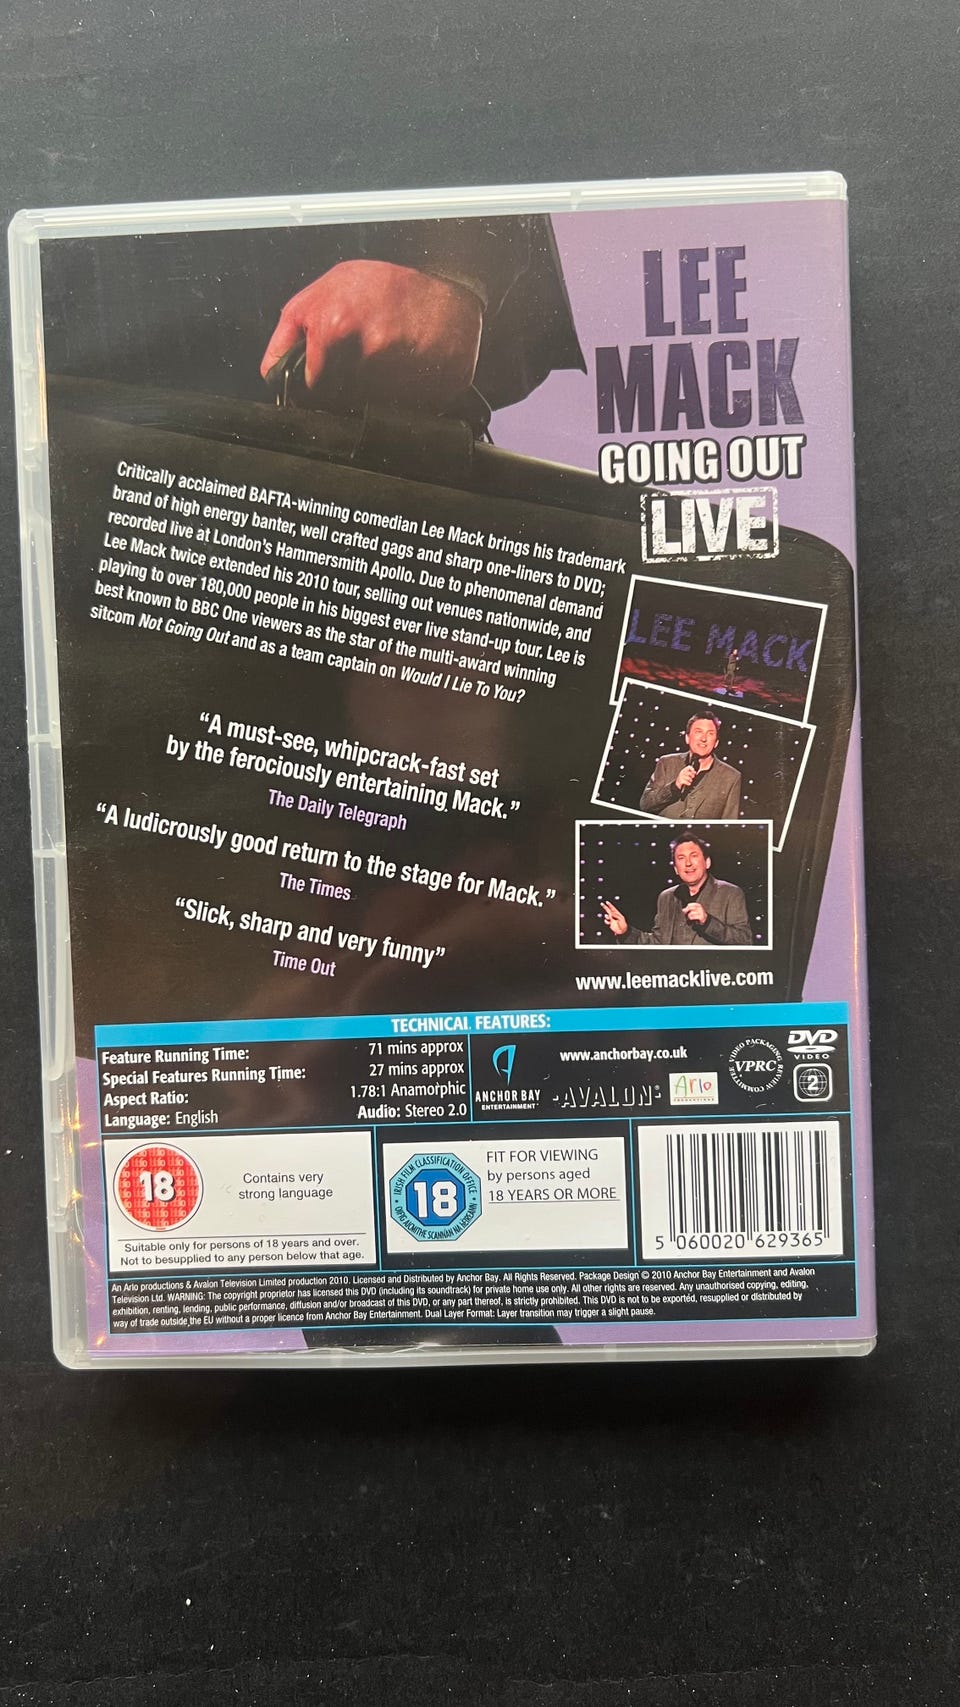 LEE
MACK
GOING OUT
LIVE
Critically acclaimed BAFTA-winning comedian Lee Mack brings his trademark
brand of high energy banter, well crafted gags and sharp one-liners to DVD;
recorded live at London's Hammersmith Apollo. Due to phenomenal demand
Lee Mack twice extended his 2010 tour, selling out venues nationwide, and
playing to over 180,000 people in his biggest ever live stand-up tour. Lee is
best known to BBC One viewers as the star of the multi-award winning
sitcom Not Going Out and as a team captain on Would I Lie To You?
LEE MACK
"A must-see, whipcrack-fast set
by the ferociously entertaining Mack."
The Daily Telegraph
"A ludicrously good return to the stage for Mack."
The Times
"Slick, sharp and very funny"
Time Out
www.leemacklive.com
TECHNICAL FEATURES:
Feature Running Time: 71 mins approx
Special Features Running Time: 27 mins approx
Aspect Ratio: 1.78:1 Anamorphic
Language: English Audio: Stereo 2.0
ANCHOR BAY
ENTERTAINMENT
www.anchorbay.co.uk
-AVALON-
Arlo
PRODUCTIONS
VIDEO PACKAGING
VPRC
REVIEW COMMITTEE
DVD
VIDEO
2
18
Contains very
strong language
Suitable only for persons of 18 years and over.
Not to besupplied to any person below that age.
IRISH FILM CLASSIFICATION OFFICE
18
OIFIG AICMITHE SCANNÁN NA hÉIREANN
FIT FOR VIEWING
by persons aged
18 YEARS OR MORE
5 060020 629365
An Arlo productions & Avalon Television Limited production 2010. Licensed and Distributed by Anchor Bay. All Rights Reserved. Package Design © 2010 Anchor Bay Entertainment and Avalon
Television Ltd. WARNING: The copyright proprietor has licensed this DVD (including its soundtrack) for private home use only. All other rights are reserved. Any unauthorised copying, editing,
exhibition, renting, lending, public performance, diffusion and/or broadcast of this DVD, or any part thereof, is strictly prohibited. This DVD is not to be exported, resupplied or distributed by
way of trade outside the EU without a proper licence from Anchor Bay Entertainment. Dual Layer Format: Layer transition may trigger a slight pause.